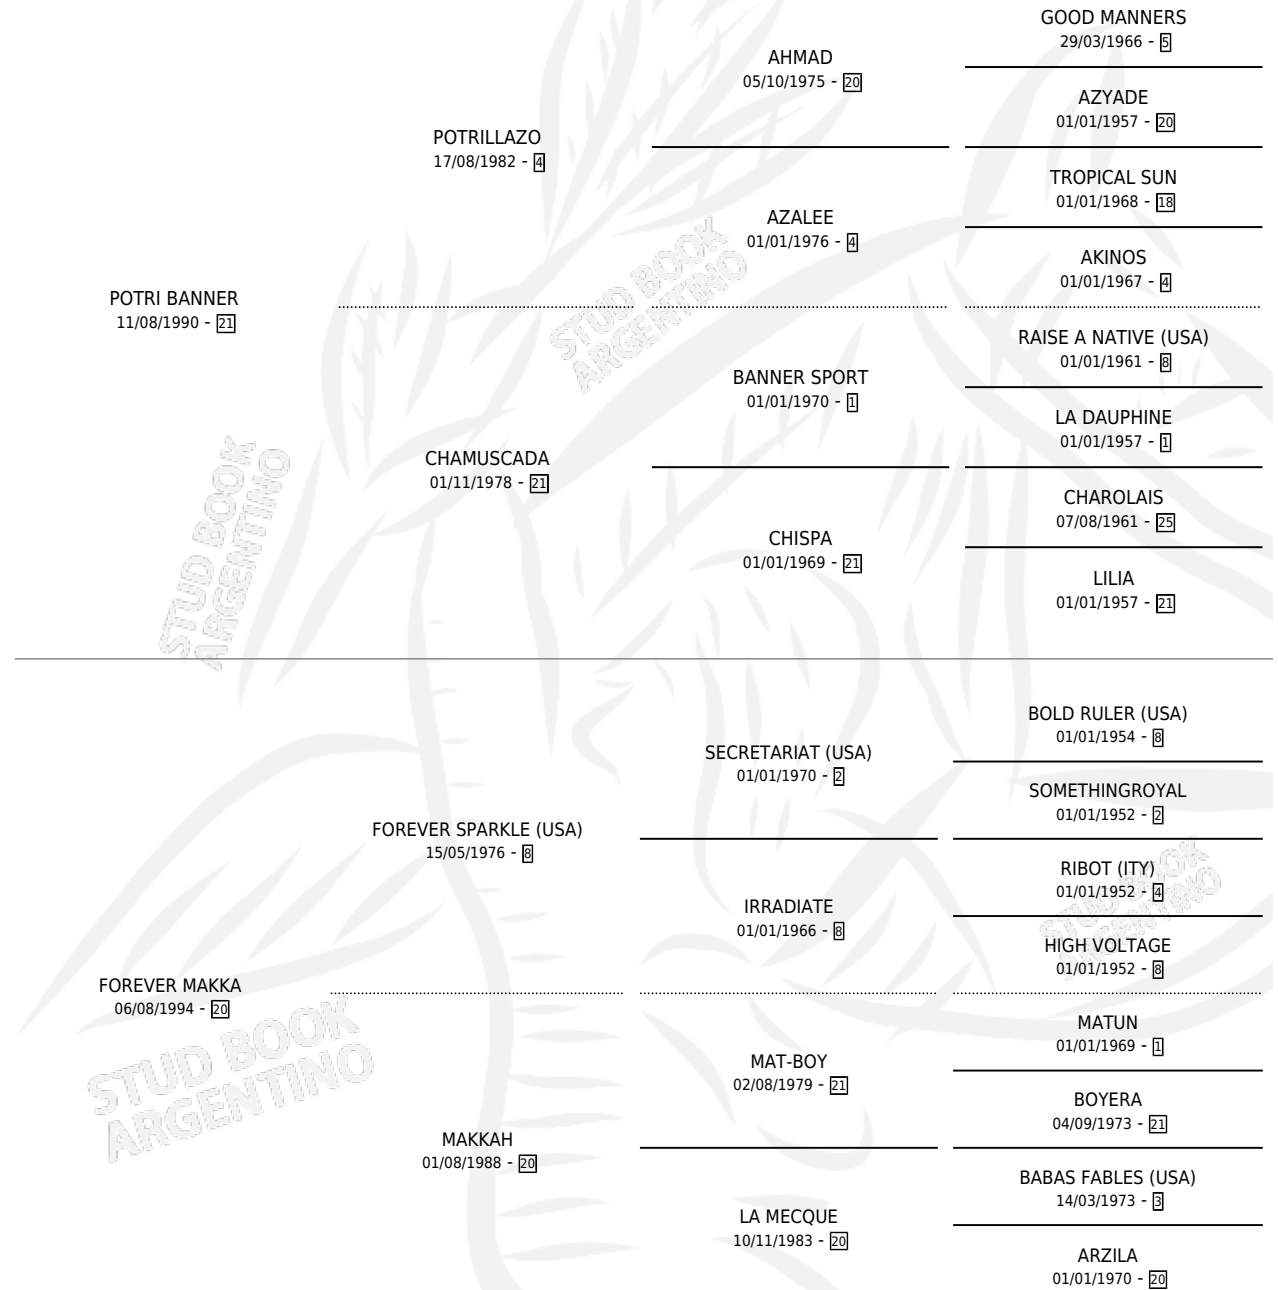 GOOD MANNERS
29/03/1966 - 5
AHMAD
05/10/1975 - 20
AZYADE
01/01/1957 - 20
POTRILLAZO
17/08/1982 - 4
TROPICAL SUN
01/01/1968 - 18
AZALEE
01/01/1976 - 4
AKINOS
01/01/1967 - 4
POTRI BANNER
11/08/1990 - 21
RAISE A NATIVE (USA)
01/01/1961 - 8
BANNER SPORT
01/01/1970 - 1
LA DAUPHINE
01/01/1957 - 1
CHAMUSCADA
01/11/1978 - 21
CHAROLAIS
07/08/1961 - 25
CHISPA
01/01/1969 - 21
LILIA
01/01/1957 - 21
BOLD RULER (USA)
01/01/1954 - 8
SECRETARIAT (USA)
01/01/1970 - 2
SOMETHINGROYAL
01/01/1952 - 2
FOREVER SPARKLE (USA)
15/05/1976 - 8
RIBOT (ITY)
01/01/1952 - 4
IRRADIATE
01/01/1966 - 8
HIGH VOLTAGE
01/01/1952 - 8
FOREVER MAKKA
06/08/1994 - 20
MATUN
01/01/1969 - 1
MAT-BOY
02/08/1979 - 21
BOYERA
04/09/1973 - 21
MAKKAH
01/08/1988 - 20
BABAS FABLES (USA)
14/03/1973 - 3
LA MECQUE
10/11/1983 - 20
ARZILA
01/01/1970 - 20
STUD BOOK
ARGENTINO
STUD BOOK
ARGENTINO
STUD BOOK
ARGENTINO
STUD BOOK
ARGENTINO